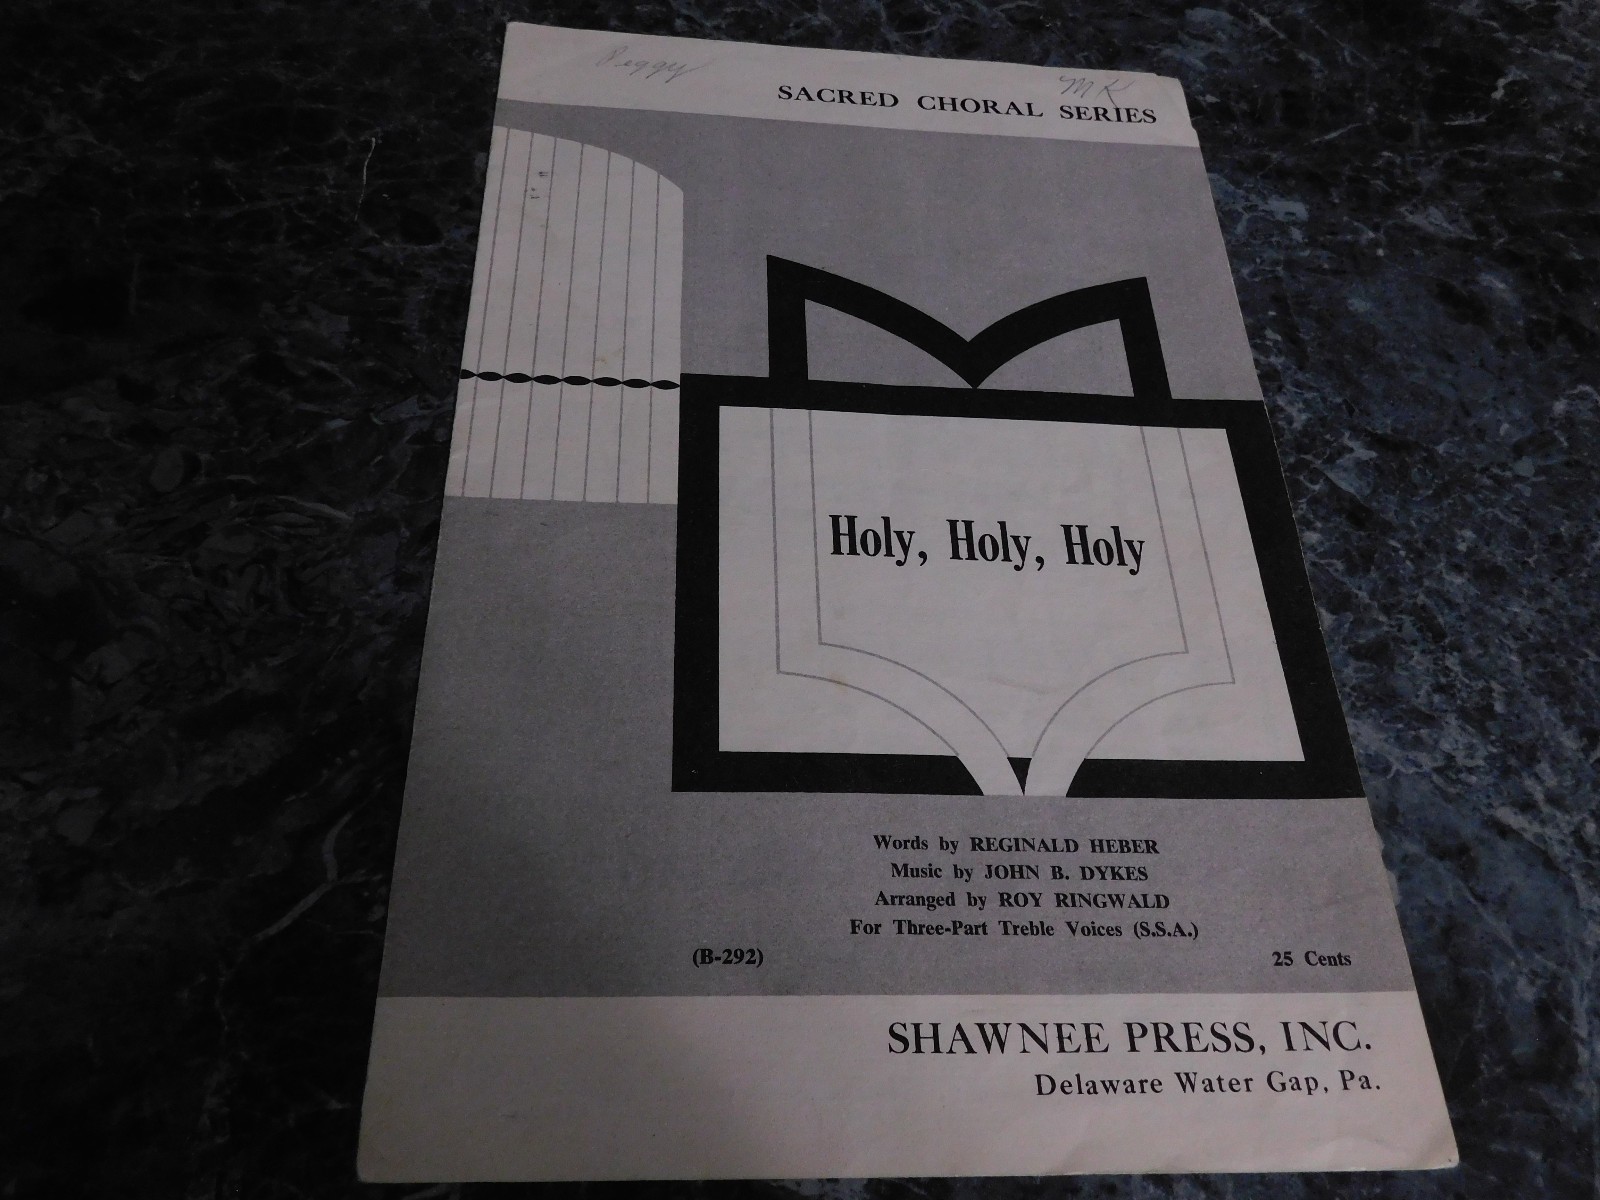 Peggy
MK
SACRED CHORAL SERIES
Holy, Holy, Holy
Words by REGINALD HEBER
Music by JOHN B. DYKES
Arranged by ROY RINGWALD
For Three-Part Treble Voices (S.S.A.)
(B-292)
25 Cents
SHAWNEE PRESS, INC.
Delaware Water Gap, Pa.